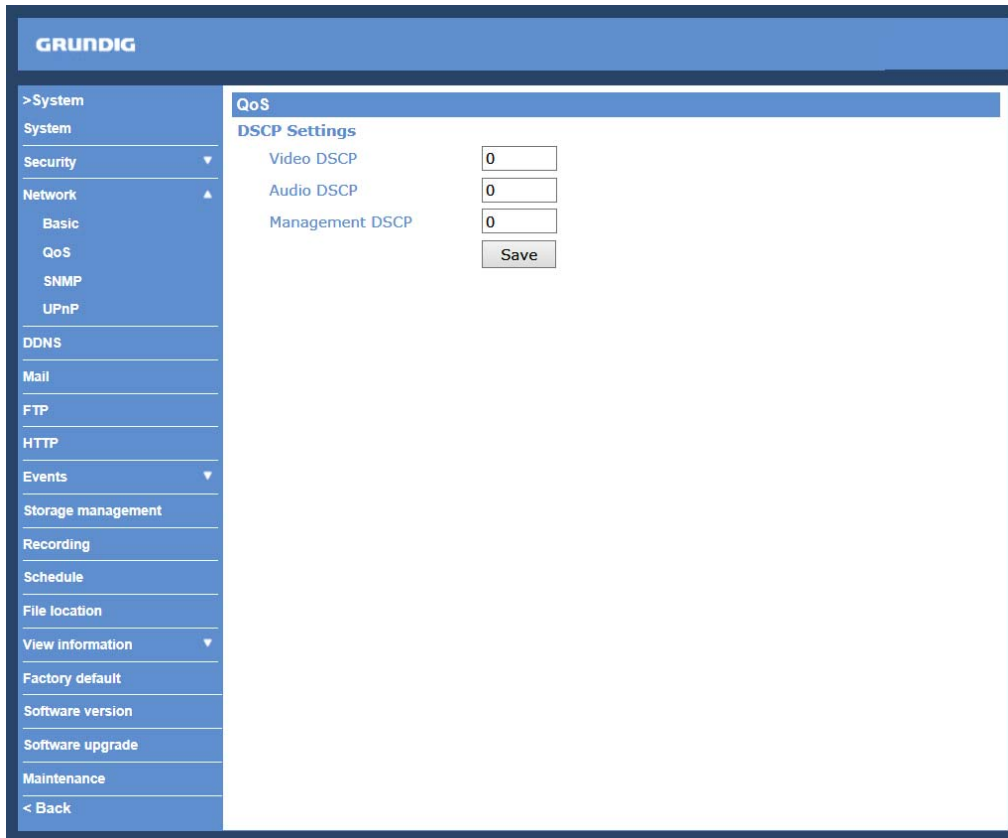 GRUNDIG
>System
System
Security
Network
Basic
QoS
SNMP
UPnP
DDNS
Mail
FTP
HTTP
Events
Storage management
Recording
Schedule
File location
View information
Factory default
Software version
Software upgrade
Maintenance
< Back
QoS
DSCP Settings
Video DSCP 0
Audio DSCP 0
Management DSCP 0
Save